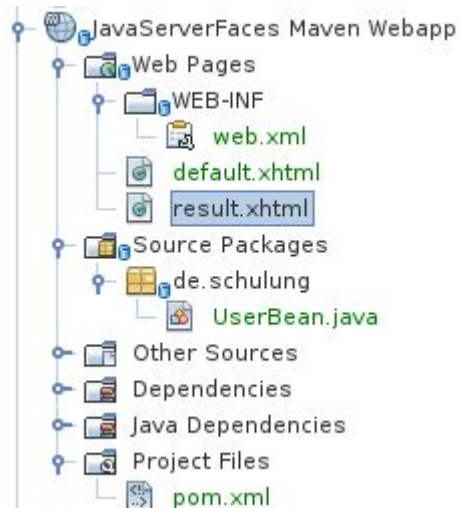 JavaServerFaces Maven Webapp
Web Pages
WEB-INF
web.xml
default.xhtml
result.xhtml
Source Packages
de.schulung
UserBean.java
Other Sources
Dependencies
Java Dependencies
Project Files
pom.xml